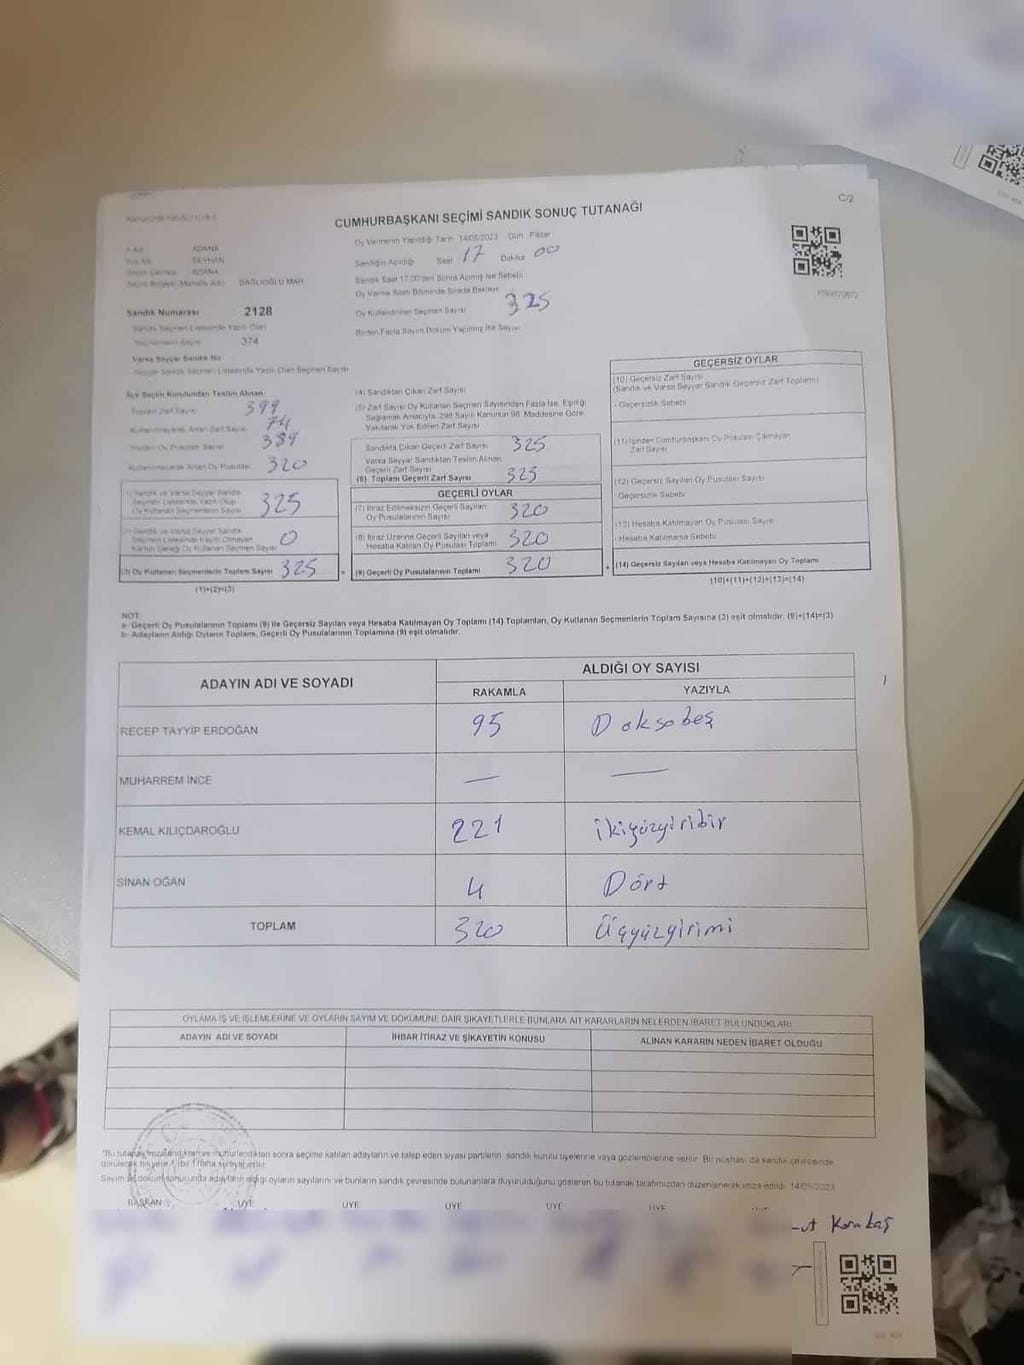 C/2
CUMHURBAŞKANI SEÇİMİ SANDIK SONUÇ TUTANAĞI
Oy Vermenin Yapıldığı Tarih 14/05/2023 Gün Pazar
ADANA
Sandığın Açıldığı Saat 17 Dakika 00
SEYHAN
ADANA
Sandık Saat 17:00'den Sonra Açılmış İse Sebebi
DAĞLIOĞLU MAH
Oy Verme Saati Bitiminde Sırada Bekleyen
Sandık Numarası 2128
Oy Kullandırılan Seçmen Sayısı 325
Sandık Seçmen Listesinde Yazılı Olan
Seçmenlerin Sayısı 374
Birden Fazla Sayım Döküm Yapılmış İse Sayısı
Varsa Seyyar Sandık No
Seyyar Sandık Seçmen Listesinde Yazılı Olan Seçmen Sayısı
İlçe Seçim Kurulundan Teslim Alınan
Toplam Zarf Sayısı 399
Kullanılmayarak Artan Zarf Sayısı 74
Toplam Oy Pusulası Sayısı
Kullanılmayarak Artan Oy Pusulası 320
(1) Sandık ve Varsa Seyyar Sandık
Seçmen Listesinde Yazılı Olup
Oy Kullanan Seçmenlerin Sayısı 325
(2) Sandık ve Varsa Seyyar Sandık
Seçmen Listesinde Kayıtlı Olmayan
Kanun Gereği Oy Kullanan Seçmen Sayısı 0
(3) Oy Kullanan Seçmenlerin Toplam Sayısı 325
(1)+(2)=(3)
(4) Sandıktan Çıkan Zarf Sayısı
(5) Zarf Sayısı Oy Kullanan Seçmen Sayısından Fazla İse, Eşitliği
Sağlamak Amacıyla, 298 Sayılı Kanunun 98. Maddesine Göre
Yakılarak Yok Edilen Zarf Sayısı
Sandıkta Çıkan Geçerli Zarf Sayısı 325
Varsa Seyyar Sandıktan Teslim Alınan
Geçerli Zarf Sayısı
(6) Toplam Geçerli Zarf Sayısı 325
GEÇERLİ OYLAR
(7) İtiraz Edilmeksizin Geçerli Sayılan
Oy Pusulalarının Sayısı 320
(8) İtiraz Üzerine Geçerli Sayılan veya
Hesaba Katılan Oy Pusulası Toplamı 320
(9) Geçerli Oy Pusulalarının Toplamı 320
GEÇERSİZ OYLAR
(10) Geçersiz Zarf Sayısı
(Sandık ve Varsa Seyyar Sandık Geçersiz Zarf Toplamı)
- Geçersizlik Sebebi
(11) İçinden Cumhurbaşkanı Oy Pusulası Çıkmayan
Zarf Sayısı
(12) Geçersiz Sayılan Oy Pusulası Sayısı
Geçersizlik Sebebi
(13) Hesaba Katılmayan Oy Pusulası Sayısı
- Hesaba Katılmama Sebebi
(14) Geçersiz Sayılan veya Hesaba Katılmayan Oy Toplamı
(10)+(11)+(12)+(13)=(14)
NOT:
a- Geçerli Oy Pusulalarının Toplamı (9) ile Geçersiz Sayılan veya Hesaba Katılmayan Oy Toplamı (14) Toplamları, Oy Kullanan Seçmenlerin Toplam Sayısına (3) eşit olmalıdır. (9)+(14)=(3)
b- Adayların Aldığı Oyların Toplamı, Geçerli Oy Pusulalarının Toplamına (9) eşit olmalıdır.
ADAYIN ADI VE SOYADI ALDIĞI OY SAYISI
RAKAMLA YAZIYLA
RECEP TAYYİP ERDOĞAN 95 Doksabeş
MUHARREM İNCE — —
KEMAL KILIÇDAROĞLU 221 ikiyüzyiribir
SİNAN OĞAN 4 Dört
TOPLAM 320 Üçyüzyirimi
OYLAMA İŞ VE İŞLEMLERİNE VE OYLARIN SAYIM VE DÖKÜMÜNE DAİR ŞİKAYETLERLE BUNLARA AİT KARARLARIN NELERDEN İBARET BULUNDUKLARI
ADAYIN ADI VE SOYADI İHBAR İTİRAZ VE ŞİKAYETİN KONUSU ALINAN KARARIN NEDEN İBARET OLDUĞU
*Bu tutanak imzalandıktan ve mühürlendikten sonra seçime katılan adayların ve talep eden siyasi partilerin sandık kurulu üyelerine veya gözlemcilerine verilir. Bir nüshası da sandık çevresinde
Sayım ve döküm sonucunda adayların aldığı oyların sayılarını ve bunların sandık çevresinde bulunanlara duyurulduğunu gösteren bu tutanak tarafımızdan düzenlenerek imza edildi. 14/05/2023
BAŞKAN ÜYE ÜYE ÜYE ÜYE ÜYE